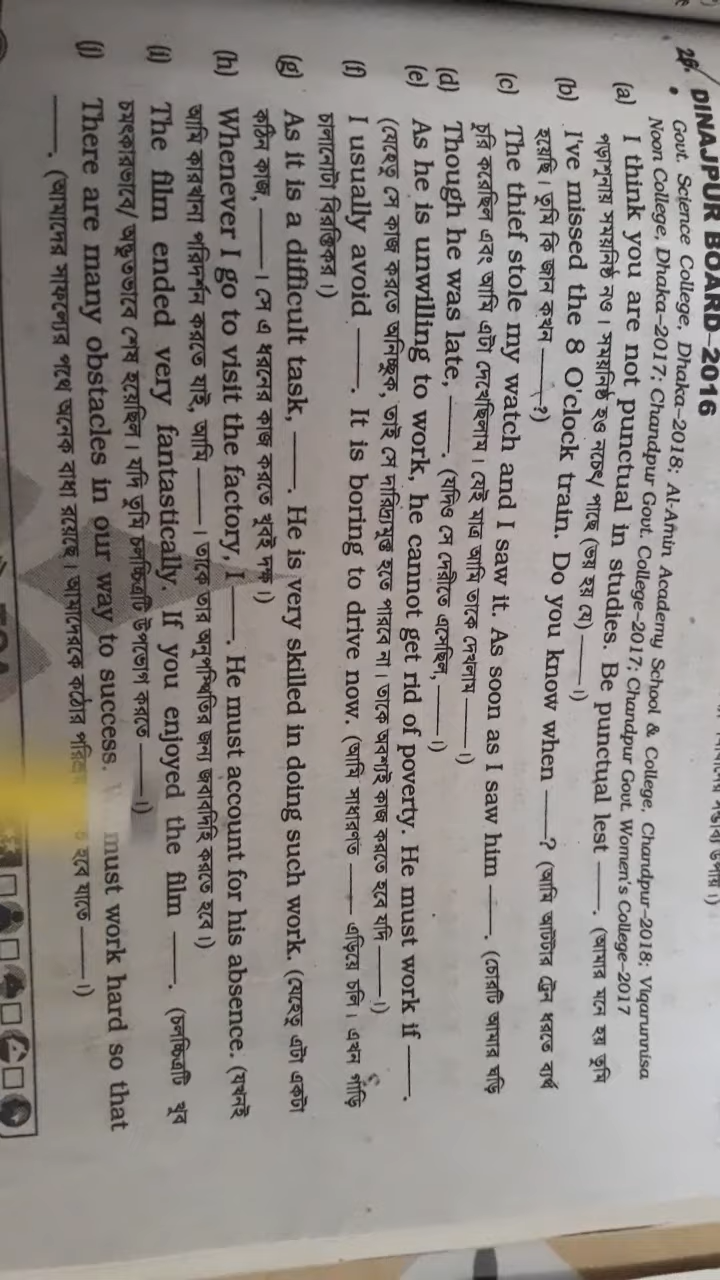 26. DINAJPUR BOARD–2016
Govt. Science College, Dhaka–2018; Al-Amin Academy School & College, Chandpur–2018; Viqarunnisa
Noon College, Dhaka–2017; Chandpur Govt. College–2017; Chandpur Govt. Women's College–2017
(a) I think you are not punctual in studies. Be punctual lest ——. (আমার মনে হয় তুমি
পড়াশুনায় সময়নিষ্ঠ নও। সময়নিষ্ঠ হও নচেৎ/ পাছে (ভয় হয় যে) ——।)
(b) I've missed the 8 O'clock train. Do you know when ——? (আমি আটটার ট্রেন ধরতে ব্যর্থ
হয়েছি। তুমি কি জান কখন ——?)
(c) The thief stole my watch and I saw it. As soon as I saw him ——. (চোরটি আমার ঘড়ি
চুরি করেছিল এবং আমি এটা দেখেছিলাম। যেই মাত্র আমি তাকে দেখলাম ——।)
(d) Though he was late, ——. (যদিও সে দেরীতে এসেছিল, ——।)
(e) As he is unwilling to work, he cannot get rid of poverty. He must work if ——.
(যেহেতু সে কাজ করতে অনিচ্ছুক, তাই সে দারিদ্র্যমুক্ত হতে পারবে না। তাকে অবশ্যই কাজ করতে হবে যদি ——।)
(f) I usually avoid ——. It is boring to drive now. (আমি সাধারণত —— এড়িয়ে চলি। এখন গাড়ি
চালানোটা বিরক্তিকর।)
(g) As it is a difficult task, ——. He is very skilled in doing such work. (যেহেতু এটা একটা
কঠিন কাজ, ——। সে এ ধরনের কাজ করতে খুবই দক্ষ।)
(h) Whenever I go to visit the factory, I ——. He must account for his absence. (যখনই
আমি কারখানা পরিদর্শন করতে যাই, আমি ——। তাকে তার অনুপস্থিতির জন্য জবাবদিহি করতে হবে।)
(i) The film ended very fantastically. If you enjoyed the film ——. (চলচ্চিত্রটি খুব
চমৎকারভাবে/ অদ্ভুতভাবে শেষ হয়েছিল। যদি তুমি চলচ্চিত্রটি উপভোগ করতে ——।)
(j) There are many obstacles in our way to success. must work hard so that
——. (আমাদের সাফল্যের পথে অনেক বাধা রয়েছে। আমাদেরকে কঠোর হবে যাতে ——।)